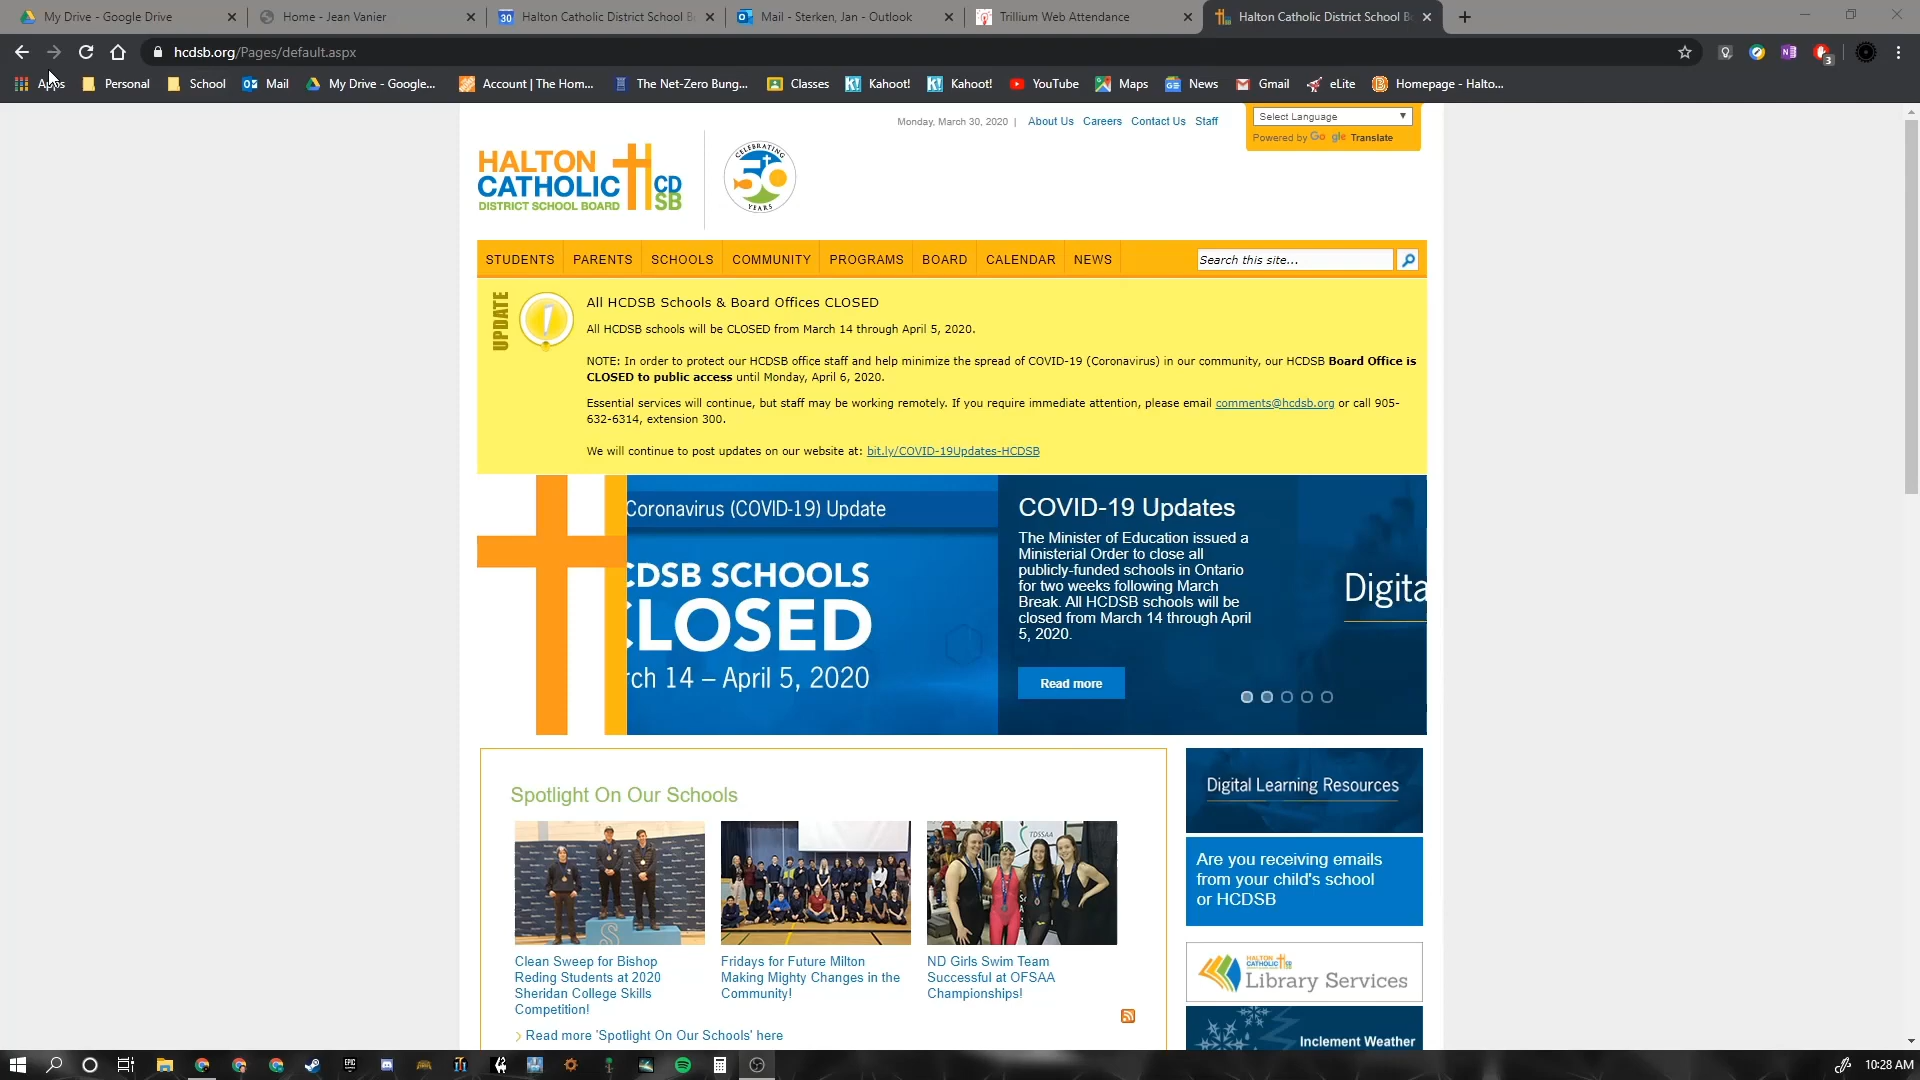 My Drive - Google Drive
Home - Jean Vanier
Halton Catholic District School B
Mail - Sterken, Jan - Outlook
Trillium Web Attendance
Halton Catholic District School B
hcdsb.org/Pages/default.aspx
3
Apps
Personal
School
Mail
My Drive - Google...
Account | The Hom...
The Net-Zero Bung...
Classes
Kahoot!
Kahoot!
YouTube
Maps
News
Gmail
eLite
Homepage - Halto...
Monday, March 30, 2020 | About Us Careers Contact Us Staff
Select Language
Powered by Google Translate
HALTON
CATHOLIC
DISTRICT SCHOOL BOARD
CD
SB
CELEBRATING
50
YEARS
STUDENTS PARENTS SCHOOLS COMMUNITY PROGRAMS BOARD CALENDAR NEWS
Search this site...
UPDATE
All HCDSB Schools & Board Offices CLOSED
All HCDSB schools will be CLOSED from March 14 through April 5, 2020.
NOTE: In order to protect our HCDSB office staff and help minimize the spread of COVID-19 (Coronavirus) in our community, our HCDSB Board Office is
CLOSED to public access until Monday, April 6, 2020.
Essential services will continue, but staff may be working remotely. If you require immediate attention, please email comments@hcdsb.org or call 905-
632-6314, extension 300.
We will continue to post updates on our website at: bit.ly/COVID-19Updates-HCDSB
Coronavirus (COVID-19) Update
CDSB SCHOOLS
LOSED
rch 14 – April 5, 2020
COVID-19 Updates
The Minister of Education issued a
Ministerial Order to close all
publicly-funded schools in Ontario
for two weeks following March
Break. All HCDSB schools will be
closed from March 14 through April
5, 2020.
Read more
Digita
Spotlight On Our Schools
TDSSAA
Clean Sweep for Bishop
Reding Students at 2020
Sheridan College Skills
Competition!
Fridays for Future Milton
Making Mighty Changes in the
Community!
ND Girls Swim Team
Successful at OFSAA
Championships!
Read more 'Spotlight On Our Schools' here
Digital Learning Resources
Are you receiving emails
from your child's school
or HCDSB
HALTON
CATHOLIC
Library Services
Inclement Weather
10:28 AM